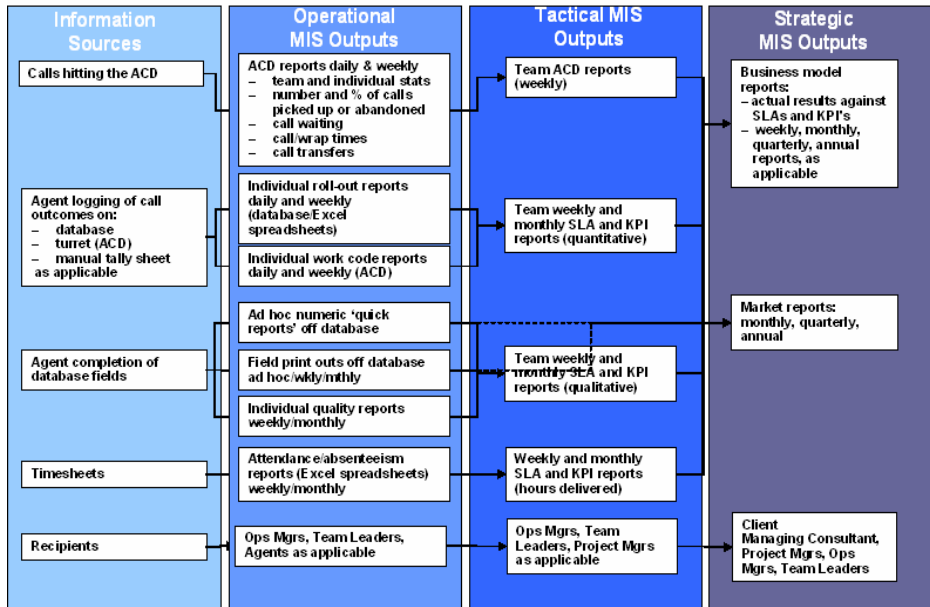 Information
Sources
Calls hitting the ACD
Agent logging of call
outcomes on:
– database
– turret (ACD)
– manual tally sheet
as applicable
Agent completion of
database fields
Timesheets
Recipients
Operational
MIS Outputs
ACD reports daily & weekly
– team and individual stats
– number and % of calls
picked up or abandoned
– call waiting
– call/wrap times
– call transfers
Individual roll-out reports
daily and weekly
(database/Excel
spreadsheets)
Individual work code reports
daily and weekly (ACD)
Ad hoc numeric ‘quick
reports’ off database
Field print outs off database
ad hoc/wkly/mthly
Individual quality reports
weekly/monthly
Attendance/absenteeism
reports (Excel spreadsheets)
weekly/monthly
Ops Mgrs, Team Leaders,
Agents as applicable
Tactical MIS
Outputs
Team ACD reports
(weekly)
Team weekly and
monthly SLA and KPI
reports (quantitative)
Team weekly and
monthly SLA and KPI
reports (qualitative)
Weekly and monthly
SLA and KPI reports
(hours delivered)
Ops Mgrs, Team
Leaders, Project Mgrs
as applicable
Strategic
MIS Outputs
Business model
reports:
– actual results against
SLAs and KPI's
– weekly, monthly,
quarterly, annual
reports, as
applicable
Market reports:
monthly, quarterly,
annual
Client
Managing Consultant,
Project Mgrs, Ops
Mgrs, Team Leaders